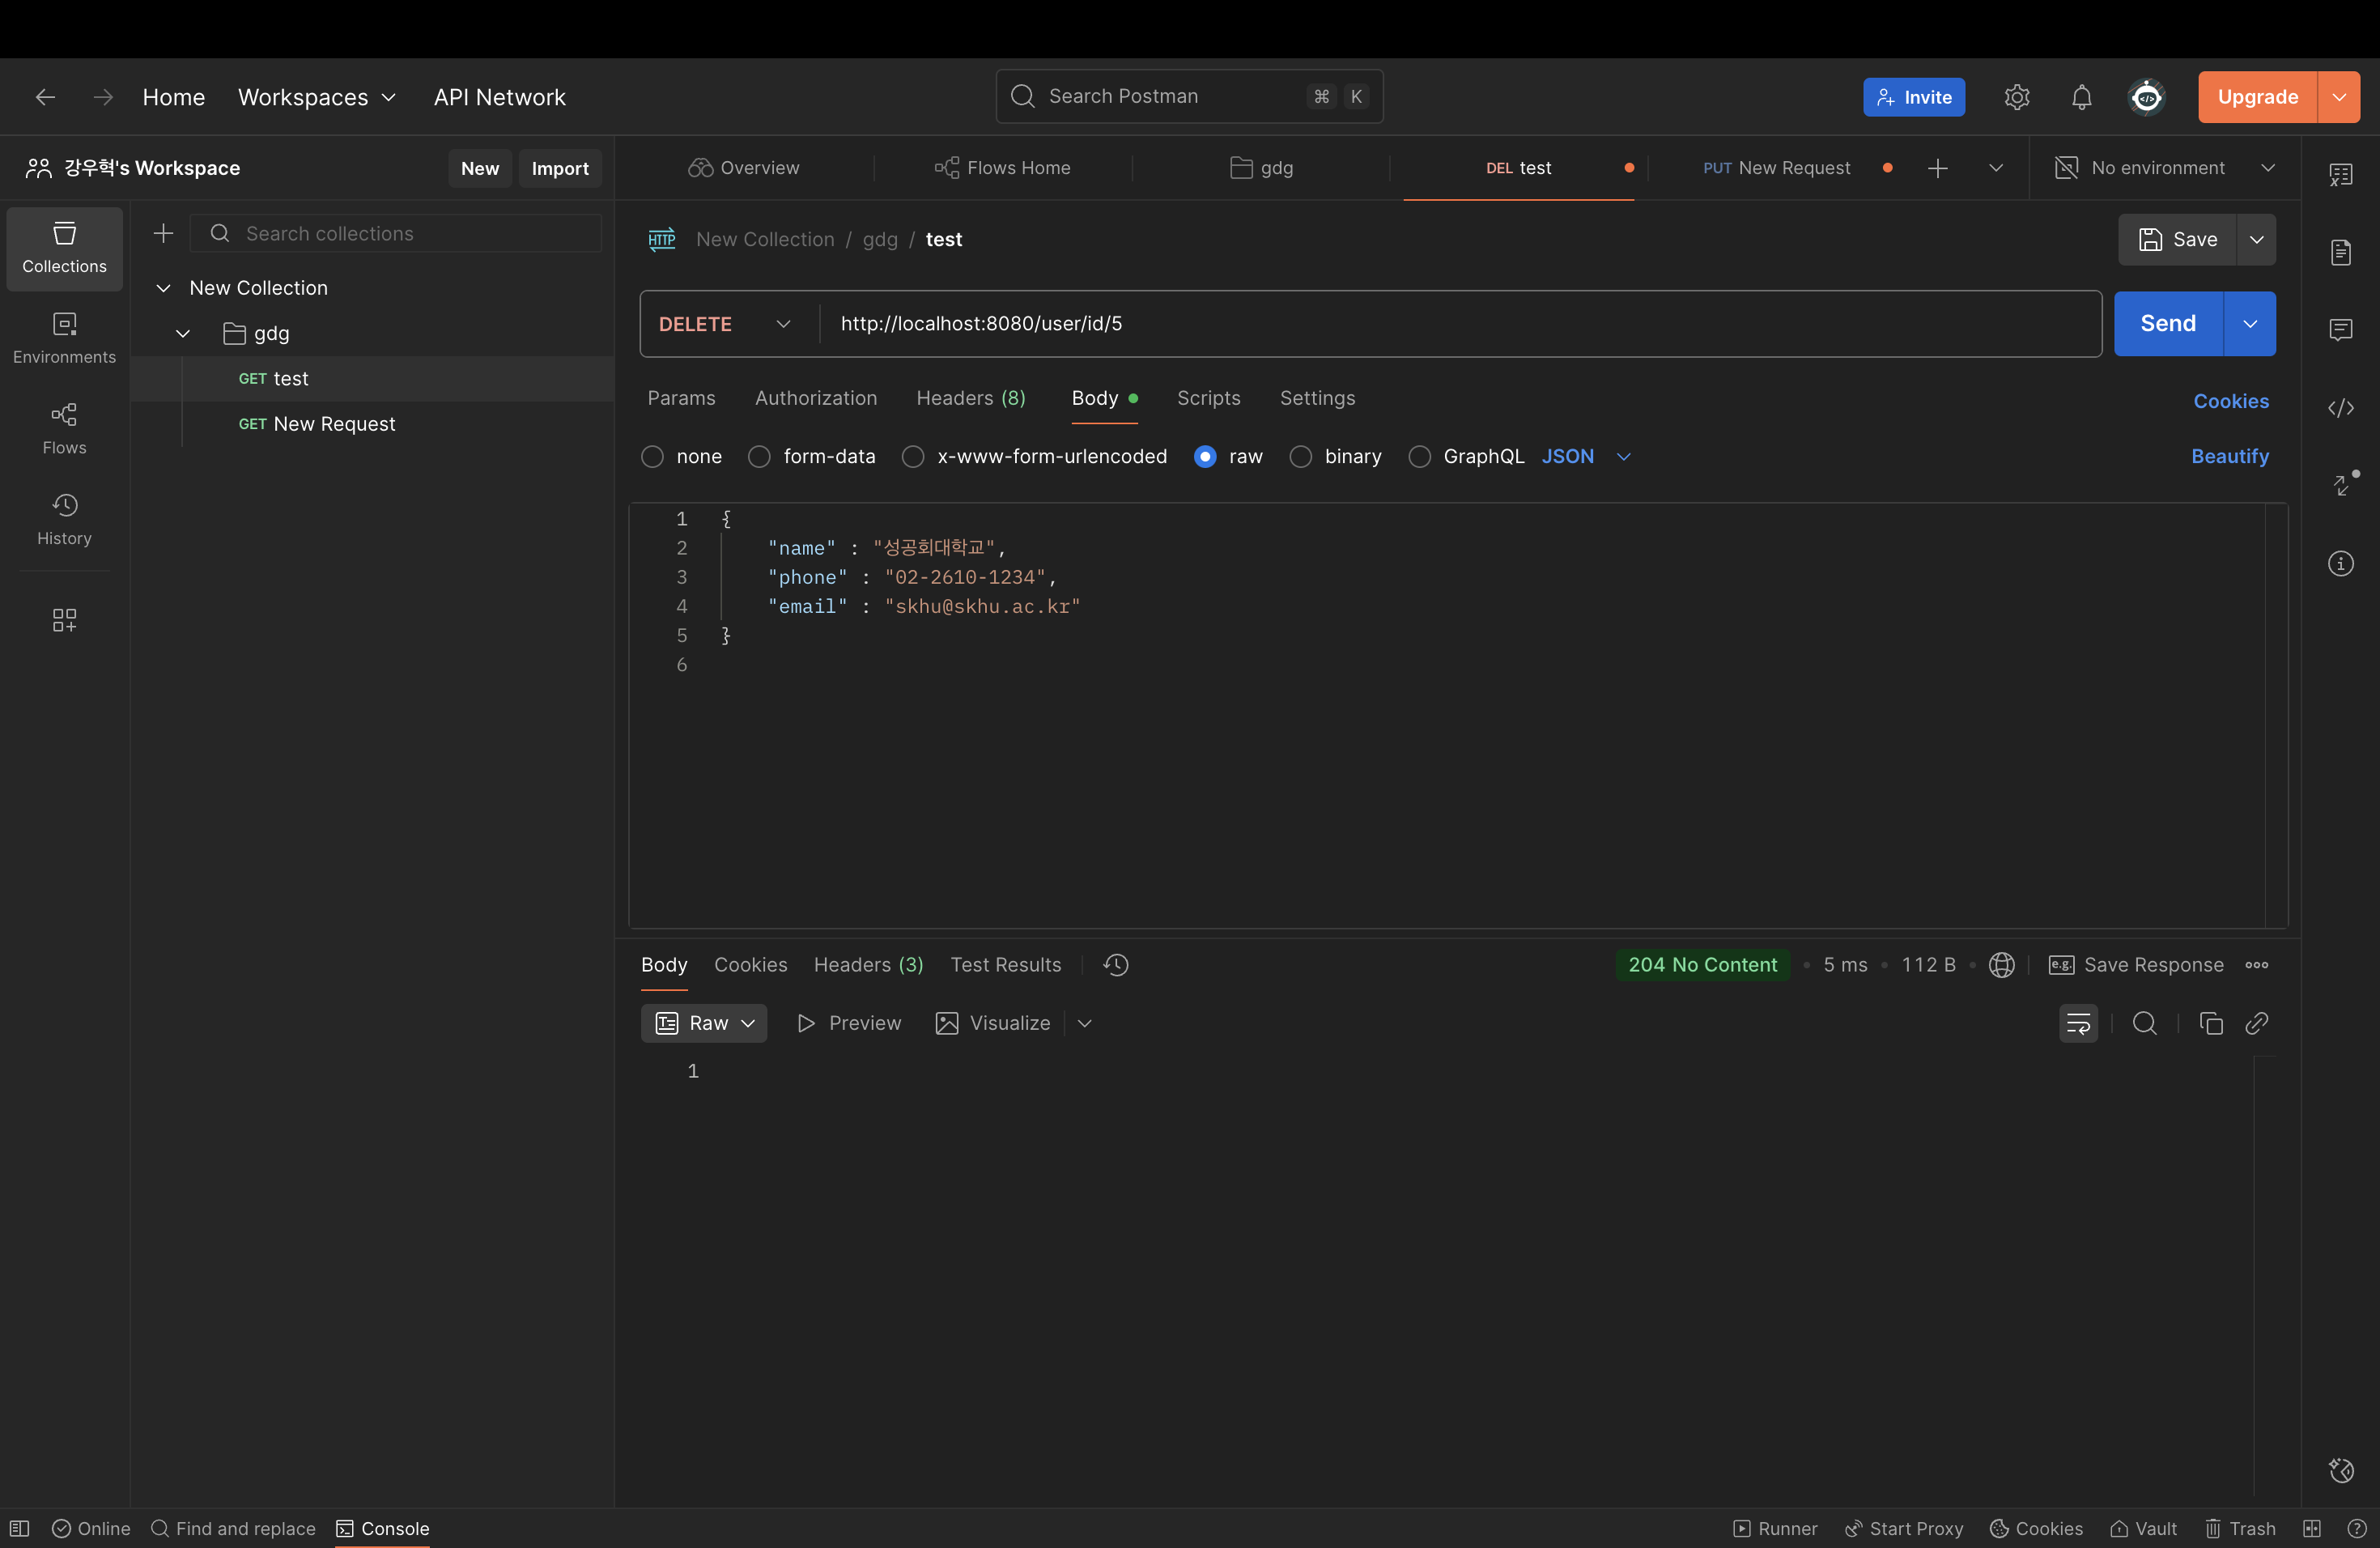 Home Workspaces API Network Search Postman ⌘ K Invite Upgrade
강우혁's Workspace New Import Overview Flows Home gdg DEL test PUT New Request No environment
Collections
Environments
Flows
History
Search collections
New Collection
gdg
GET test
GET New Request
HTTP New Collection / gdg / test Save
DELETE http://localhost:8080/user/id/5 Send
Params Authorization Headers (8) Body Scripts Settings Cookies
none form-data x-www-form-urlencoded raw binary GraphQL JSON Beautify
1 {
2 "name" : "성공회대학교",
3 "phone" : "02-2610-1234",
4 "email" : "skhu@skhu.ac.kr"
5 }
6
Body Cookies Headers (3) Test Results 204 No Content • 5 ms • 112 B • e.g. Save Response
Raw Preview Visualize
1
Online Find and replace Console Runner Start Proxy Cookies Vault Trash